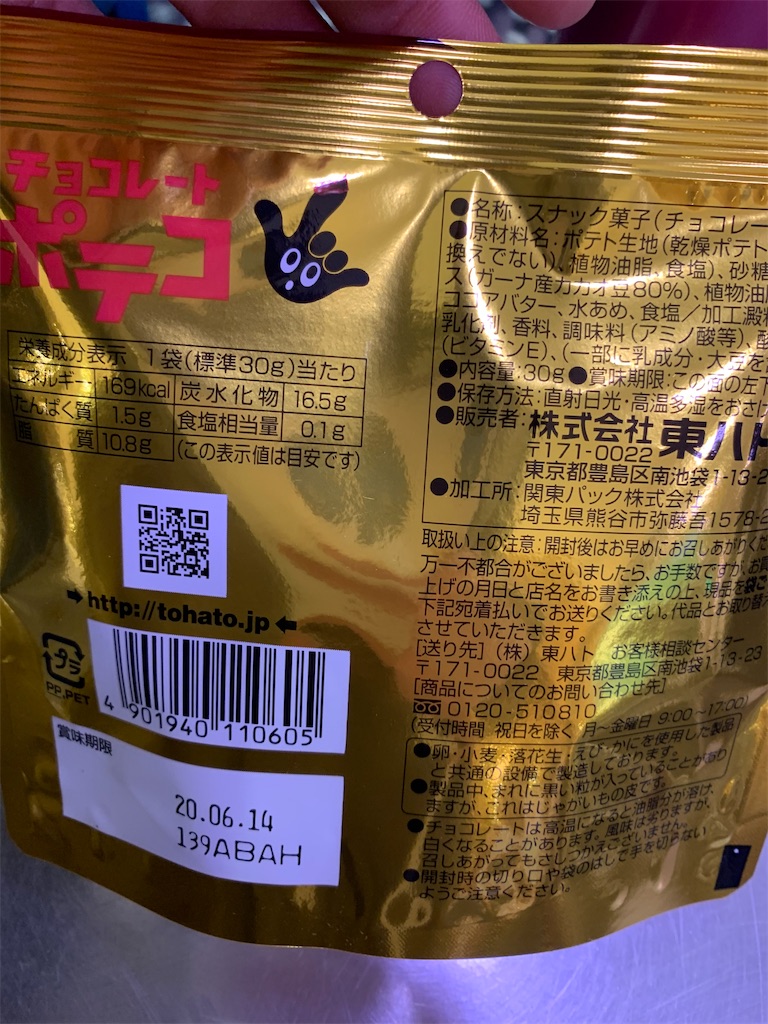 チョコレート
ポテコ
栄養成分表示 1袋(標準30g)当たり
エネルギー 169kcal 炭水化物 16.5g
たんぱく質 1.5g 食塩相当量 0.1g
脂質 10.8g (この表示値は目安です)
➡http://tohato.jp⬅
プラ
PP.PET
4 901940 110605
賞味期限
20.06.14
139ABAH
●名称:スナック菓子(チョコレー
●原材料名:ポテト生地(乾燥ポテト
換えでない)、植物油脂、食塩)、砂糖
ス(ガーナ産カカオ豆80%)、植物油
ココアバター、水あめ、食塩/加工澱粉
乳化剤、香料、調味料(アミノ酸等)、酸
(ビタミンE)、(一部に乳成分・大豆を
●内容量:30g●賞味期限:この面の左下
●保存方法:直射日光・高温多湿をおさけ
●販売者:株式会社 東ハト
〒171-0022
東京都豊島区南池袋1-13-2
●加工所:関東パック株式会社
埼玉県熊谷市弥藤吾1578-2
取扱い上の注意:開封後はお早めにお召しあがりくだ
万一不都合がございましたら、お手数ですが、お買
上げの月日と店名をお書き添えの上、現品を袋ご
下記宛着払いでお送りください。代品とお取り替え
させていただきます。
[送り先](株)東ハト お客様相談センター
〒171-0022 東京都豊島区南池袋1-13-23
[商品についてのお問い合わせ先]
0120-510810
(受付時間 祝日を除く 月~金曜日 9:00~17:00)
●卵・小麦・落花生・えび・かにを使用した製品
と共通の設備で製造しております。
●製品中、まれに黒い粒が入っていることがあり
ますが、これはじゃがいもの皮です。
●チョコレートは高温になると油脂分が溶け、
白くなることがあります。風味は劣りますが、
召しあがってもさしつかえございません。
●開封時の切り口や袋のはしで手を切らない
ようご注意ください。